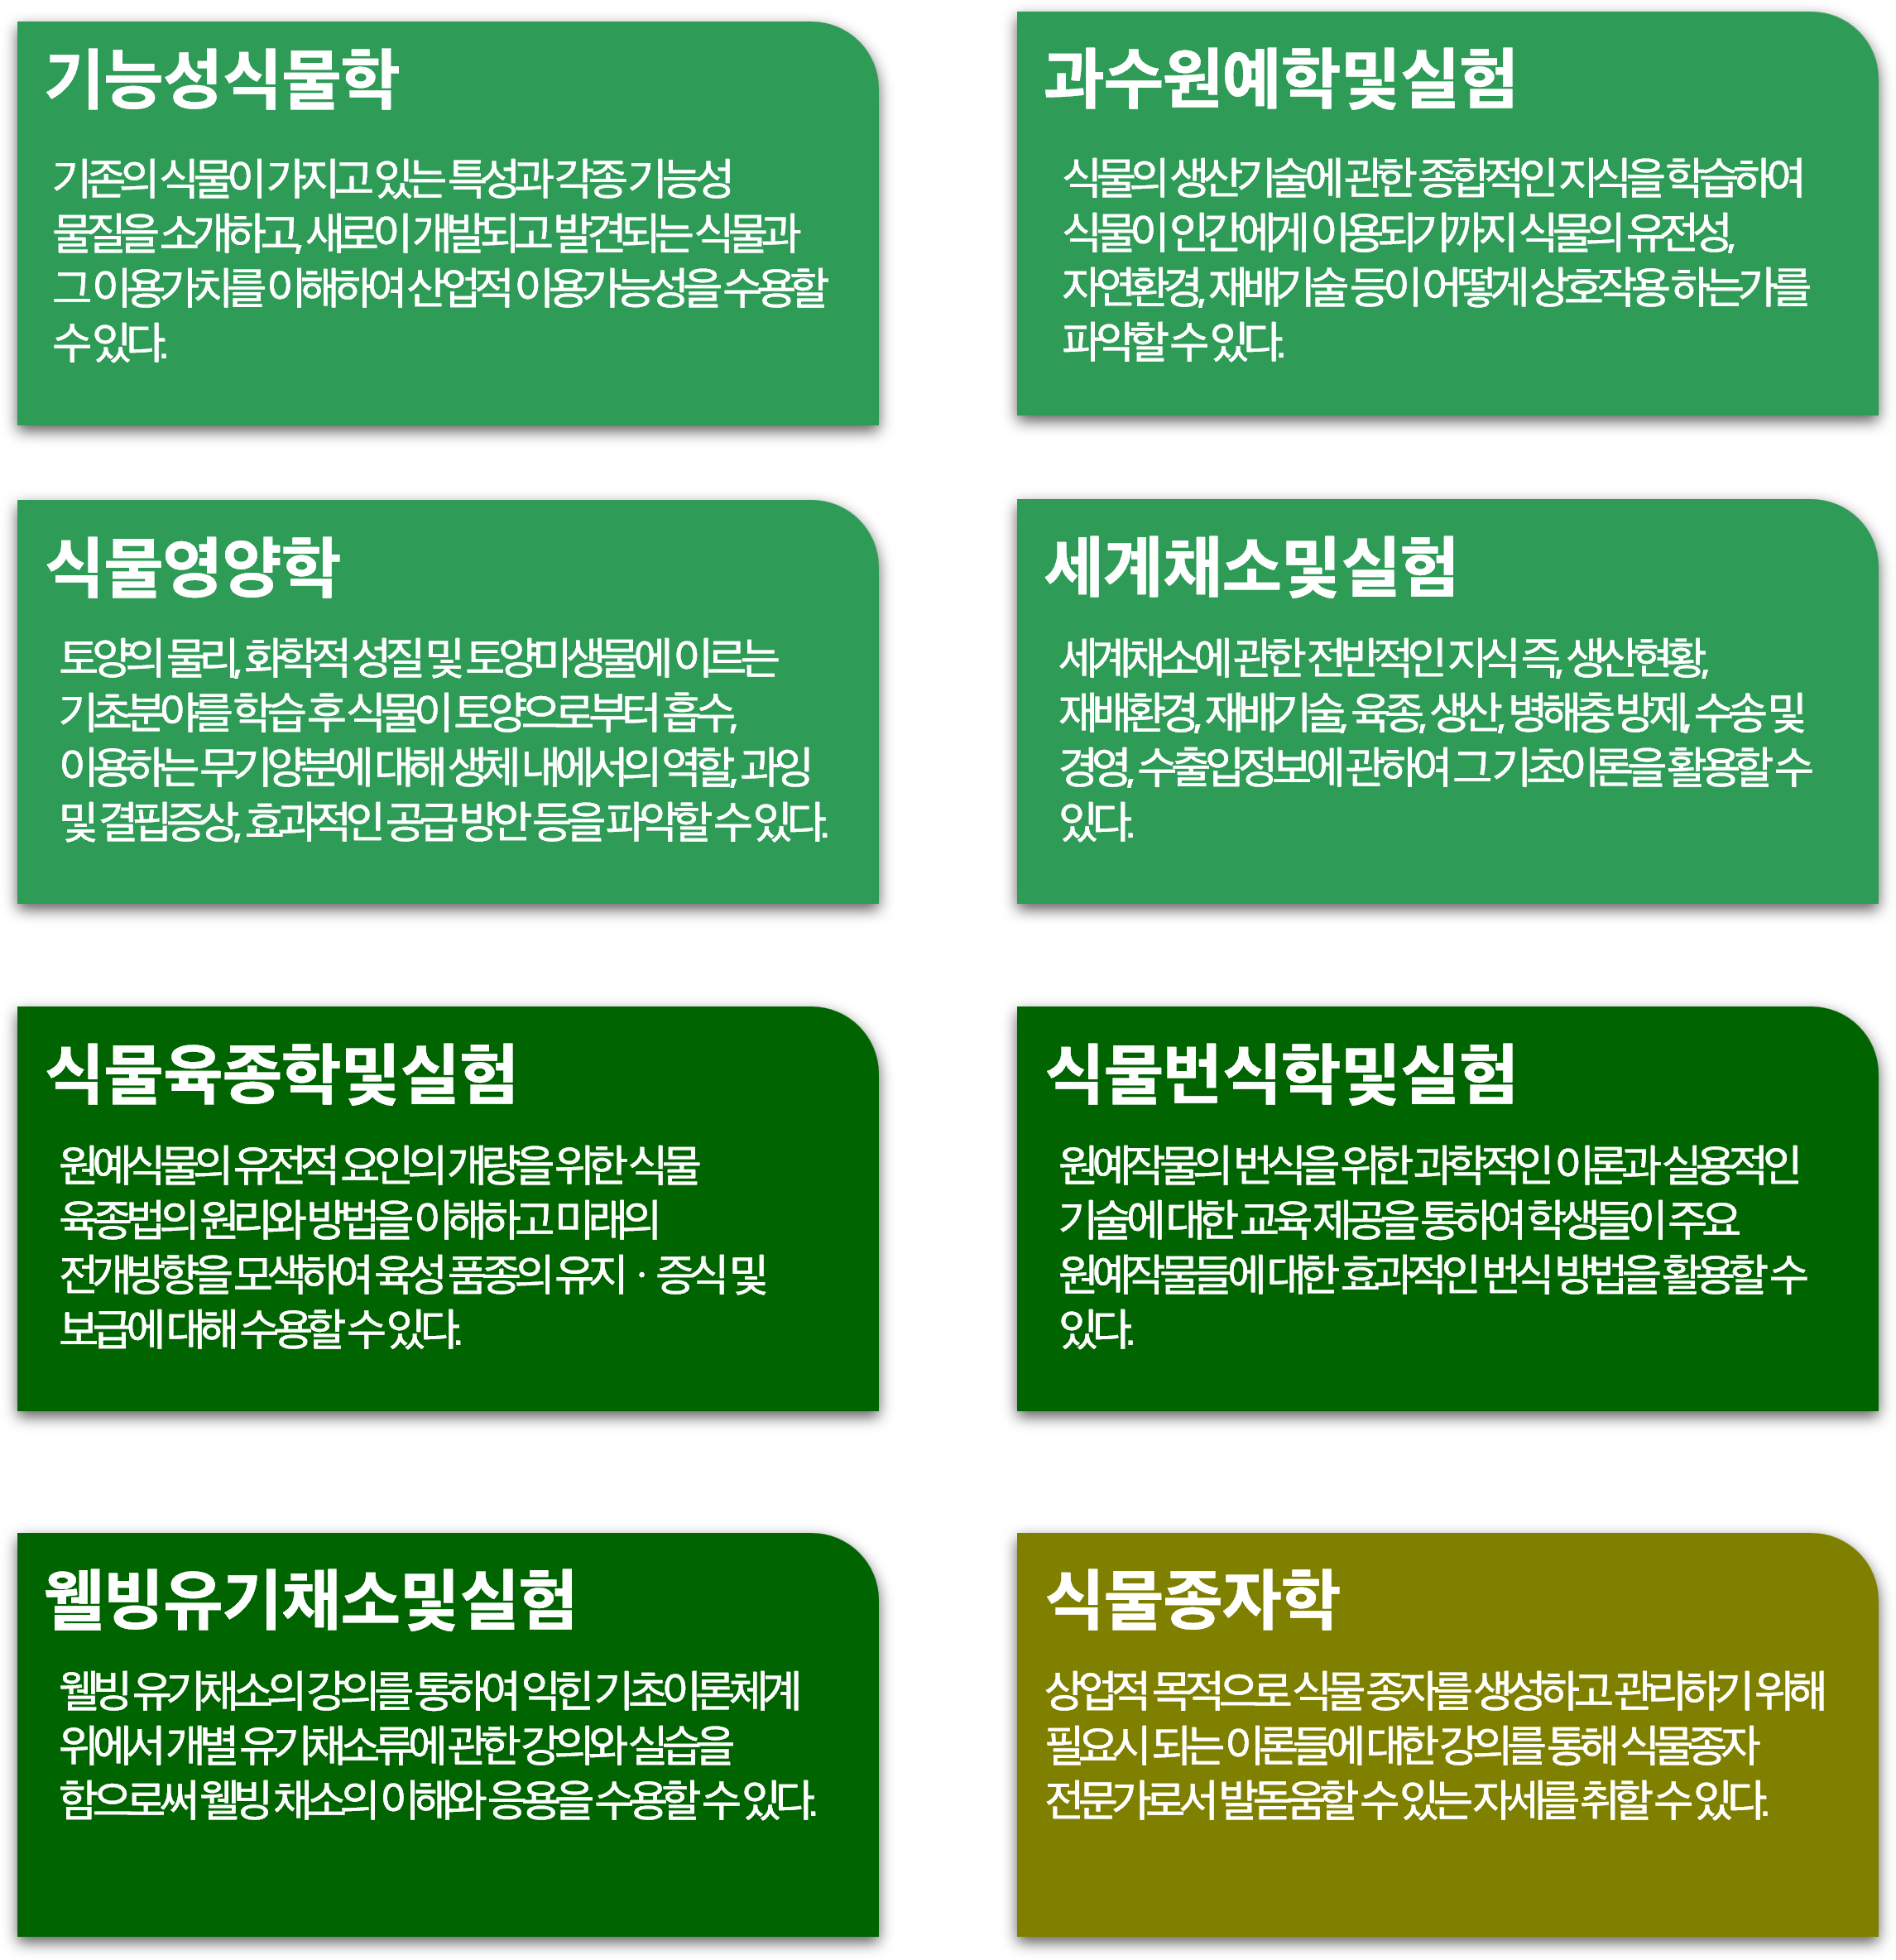 기능성식물학
기존의 식물이 가지고 있는 특성과 각종 기능성
물질을 소개하고, 새로이 개발되고 발견되는 식물과
그 이용가치를 이해하여 산업적 이용가능성을 수용할
수 있다.
과수원예학및실험
식물의 생산기술에 관한 종합적인 지식을 학습하여
식물이 인간에게 이용되기까지 식물의 유전성,
자연환경, 재배기술 등이 어떻게 상호작용 하는가를
파악할 수 있다.
식물영양학
토양의 물리, 화학적 성질 및 토양미생물에 이르는
기초분야를 학습 후 식물이 토양으로부터 흡수,
이용하는 무기양분에 대해 생체 내에서의 역할, 과잉
및 결핍증상, 효과적인 공급 방안 등을 파악할 수 있다.
세계채소및실험
세계채소에 관한 전반적인 지식 즉, 생산현황,
재배환경, 재배기술, 육종, 생산, 병해충 방제, 수송 및
경영, 수출입정보에 관하여 그 기초이론을 활용할 수
있다.
식물육종학및실험
원예식물의 유전적 요인의 개량을 위한 식물
육종법의 원리와 방법을 이해하고 미래의
전개방향을 모색하여 육성 품종의 유지 · 증식 및
보급에 대해 수용할 수 있다.
식물번식학및실험
원예작물의 번식을 위한 과학적인 이론과 실용적인
기술에 대한 교육 제공을 통하여 학생들이 주요
원예작물들에 대한 효과적인 번식 방법을 활용할 수
있다.
웰빙유기채소및실험
웰빙 유기채소의 강의를 통하여 익힌 기초이론체계
위에서 개별 유기채소류에 관한 강의와 실습을
함으로써 웰빙 채소의 이해와 응용을 수용할 수 있다.
식물종자학
상업적 목적으로 식물 종자를 생성하고 관리하기 위해
필요시 되는 이론들에 대한 강의를 통해 식물종자
전문가로서 발돋움할 수 있는 자세를 취할 수 있다.